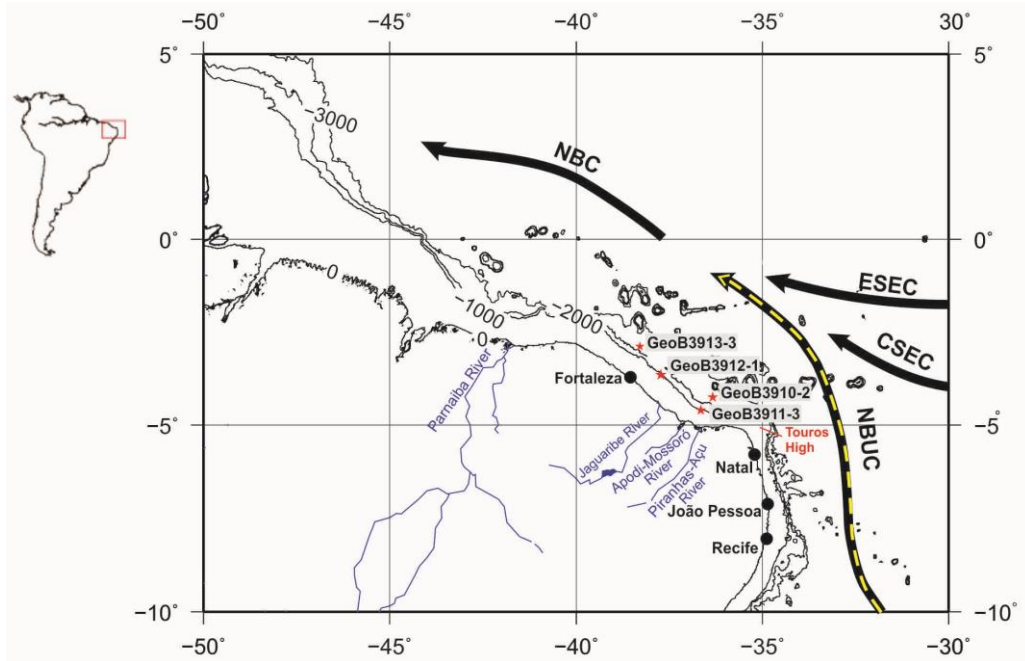 −50° −45° −40° −35° −30°
5° 5°
−3000
NBC
0° 0°
0
ESEC
−1000
−2000
0
CSEC
GeoB3913-3
GeoB3912-1
Fortaleza
GeoB3910-2
GeoB3911-3
Parnaiba River
NBUC
−5° −5°
Jaguaribe River
Apodi-Mossoró
River
Piranhas-Açu
River
Touros
High
Natal
João Pessoa
Recife
−10° −10°
−50° −45° −40° −35° −30°